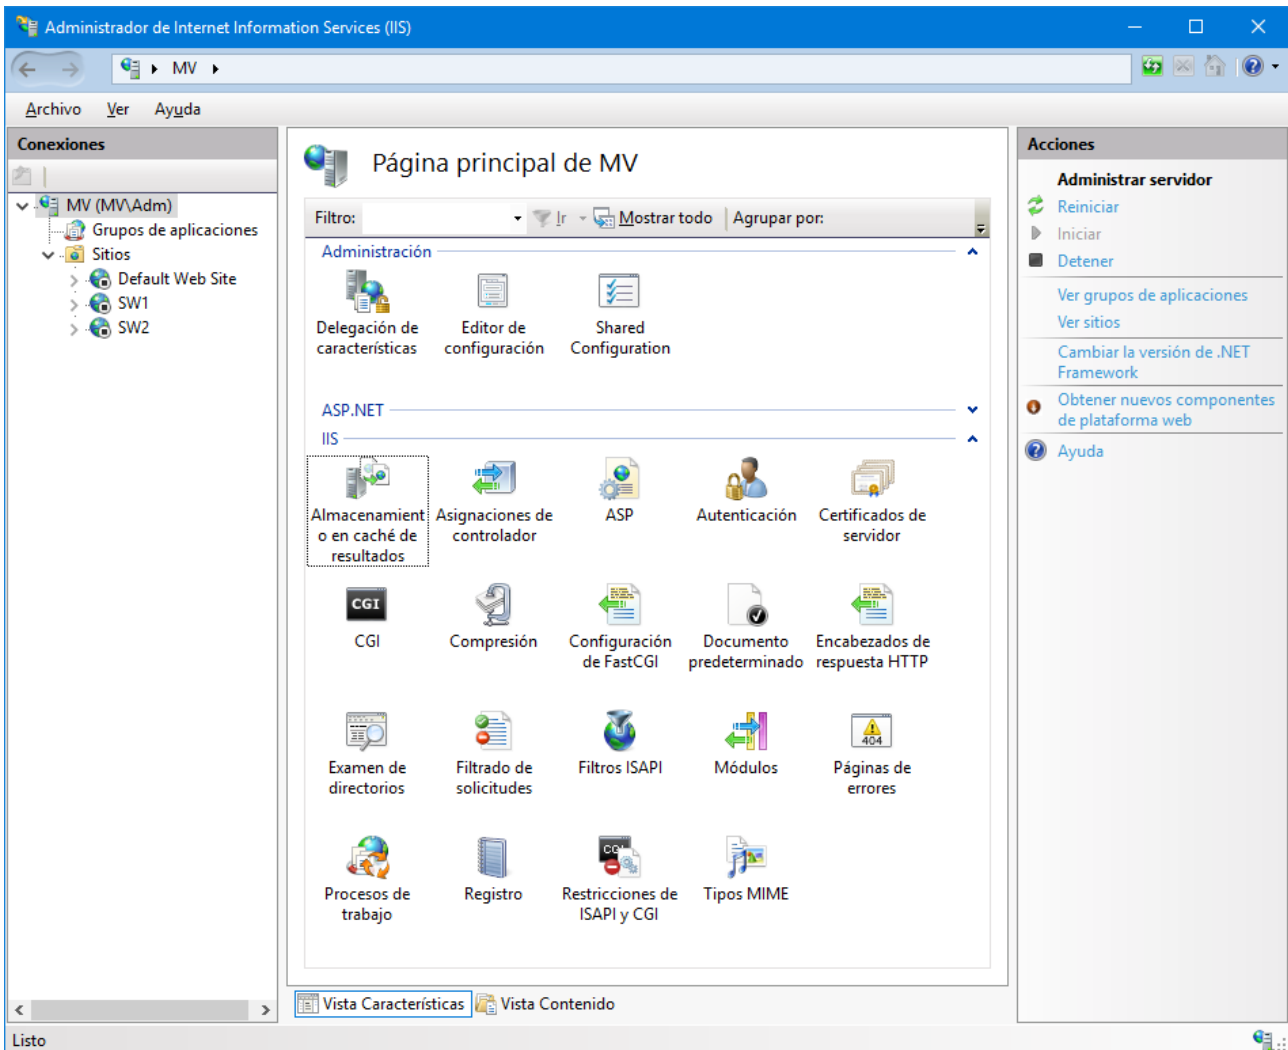 Administrador de Internet Information Services (IIS)
MV
Archivo Ver Ayuda
Conexiones
MV (MV\Adm)
Grupos de aplicaciones
Sitios
Default Web Site
SW1
SW2
Página principal de MV
Filtro: Ir Mostrar todo Agrupar por:
Administración
Delegación de
características
Editor de
configuración
Shared
Configuration
ASP.NET
IIS
Almacenamient
o en caché de
resultados
Asignaciones de
controlador
ASP
Autenticación
Certificados de
servidor
CGI
CGI
Compresión
Configuración
de FastCGI
Documento
predeterminado
Encabezados de
respuesta HTTP
Examen de
directorios
Filtrado de
solicitudes
Filtros ISAPI
Módulos
404
Páginas de
errores
Procesos de
trabajo
Registro
Restricciones de
ISAPI y CGI
Tipos MIME
Vista Características Vista Contenido
Acciones
Administrar servidor
Reiniciar
Iniciar
Detener
Ver grupos de aplicaciones
Ver sitios
Cambiar la versión de .NET
Framework
Obtener nuevos componentes
de plataforma web
Ayuda
Listo